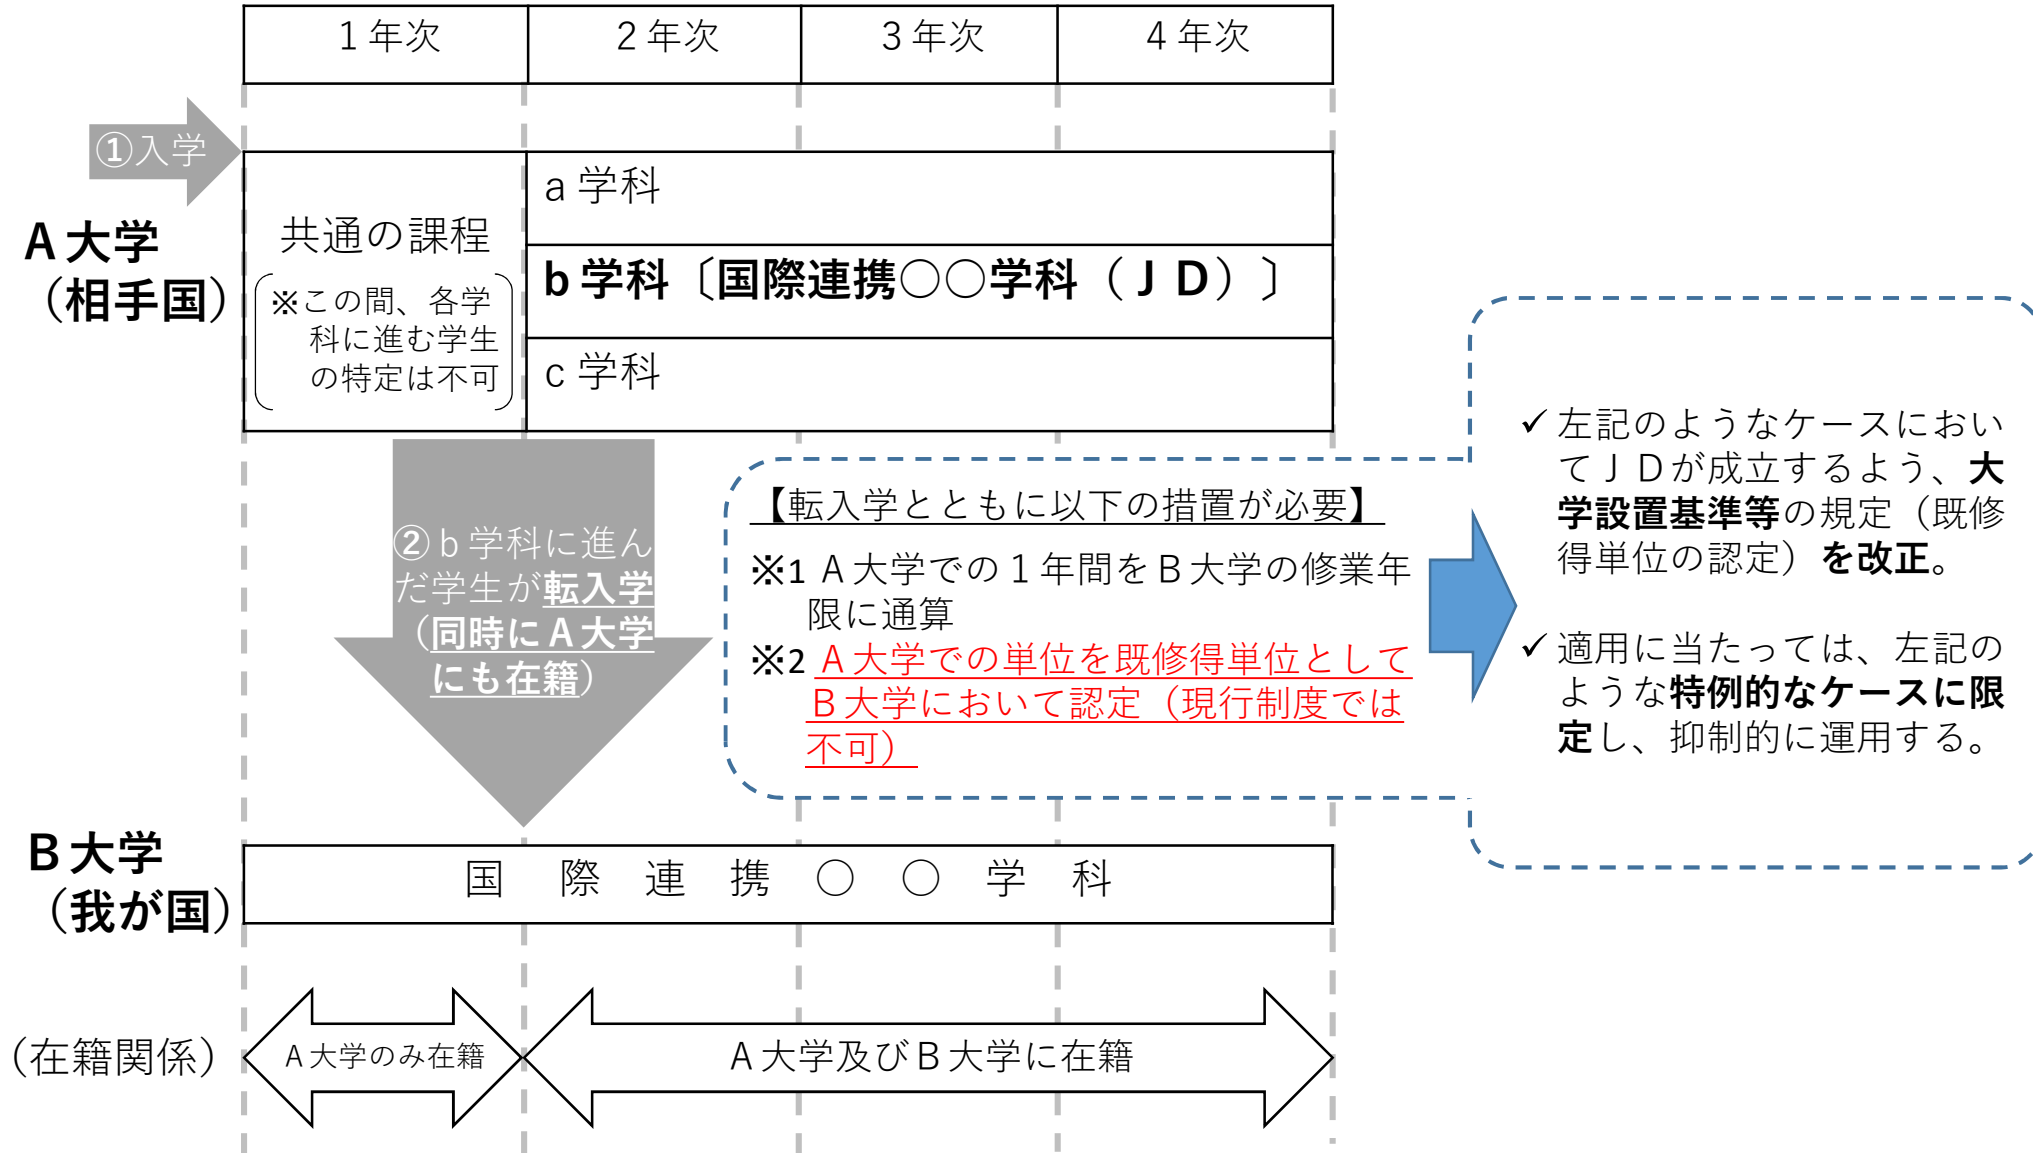 １年次 ２年次 ３年次 ４年次
①入学
Ａ大学
（相手国）
共通の課程
※この間、各学
科に進む学生
の特定は不可
a 学科
b 学科〔国際連携○○学科（ＪＤ）〕
c 学科
②ｂ学科に進ん
だ学生が転入学
（同時にＡ大学
にも在籍）
【転入学とともに以下の措置が必要】
※1 Ａ大学での１年間をＢ大学の修業年
限に通算
※2 Ａ大学での単位を既修得単位として
Ｂ大学において認定（現行制度では
不可）
✓ 左記のようなケースにおい
てＪＤが成立するよう、大
学設置基準等の規定（既修
得単位の認定）を改正。
✓ 適用に当たっては、左記の
ような特例的なケースに限
定し、抑制的に運用する。
Ｂ大学
（我が国）
国際連携○○学科
（在籍関係）
Ａ大学のみ在籍
Ａ大学及びＢ大学に在籍